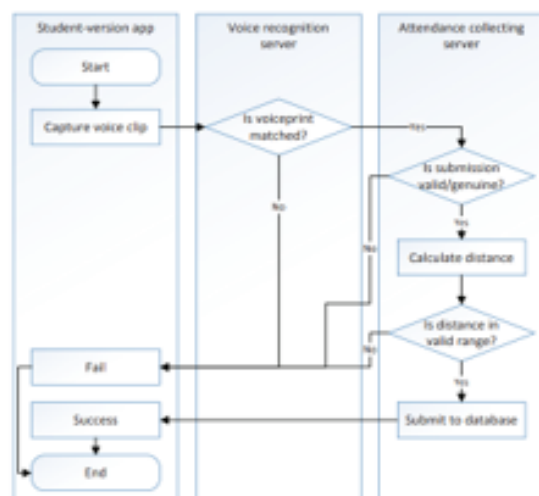 Student-version app
Voice recognition
server
Attendance collecting
server
Start
Capture voice clip
Is voiceprint
matched?
Yes
Is submission
valid/genuine?
No
Yes
No
Calculate distance
Is distance in
valid range?
No
Yes
Fail
Success
Submit to database
End